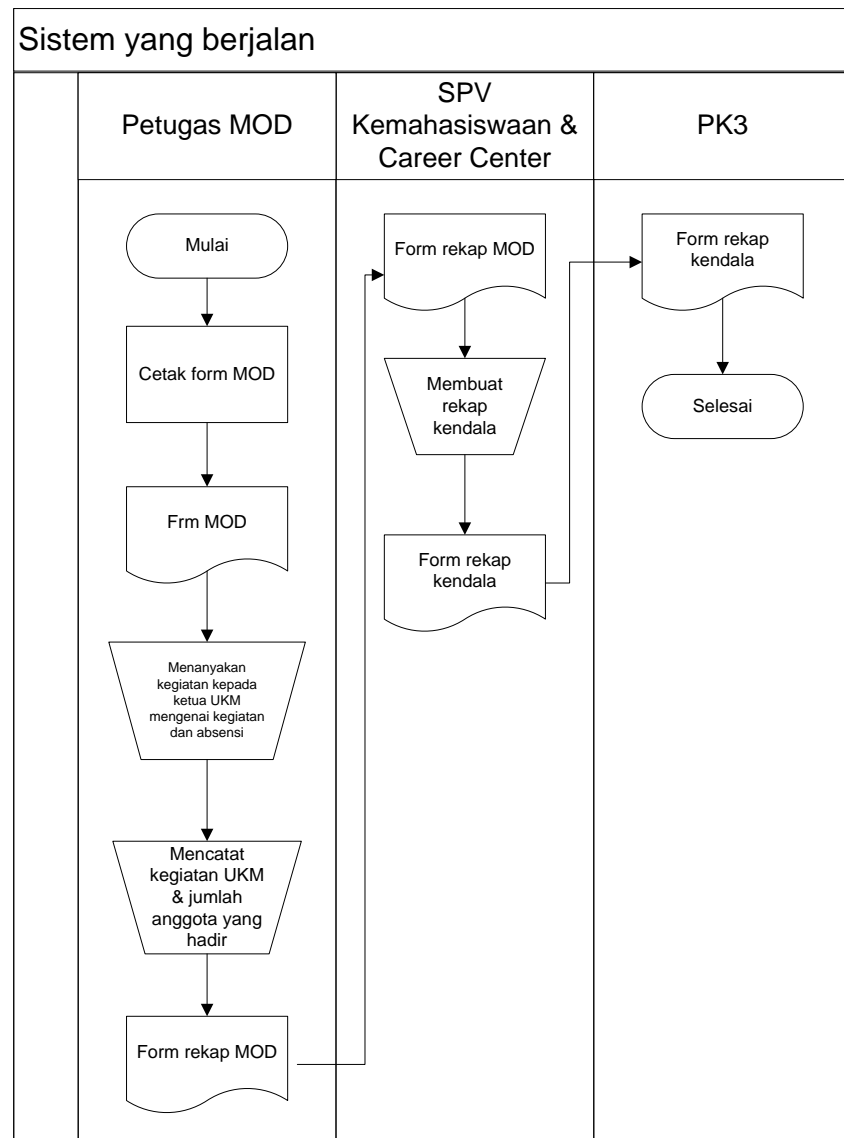 Sistem yang berjalan
Petugas MOD
SPV
Kemahasiswaan &
Career Center
PK3
Mulai
Cetak form MOD
Frm MOD
Menanyakan
kegiatan kepada
ketua UKM
mengenai kegiatan
dan absensi
Mencatat
kegiatan UKM
& jumlah
anggota yang
hadir
Form rekap MOD
Form rekap MOD
Membuat
rekap
kendala
Form rekap
kendala
Form rekap
kendala
Selesai